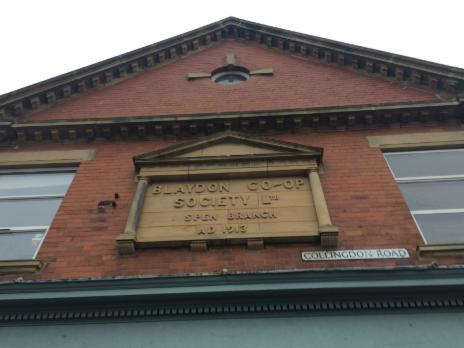 BLAYDON CO-OP
SOCIETY LTD
SPEN BRANCH
AD 1913
COLLINGDON ROAD